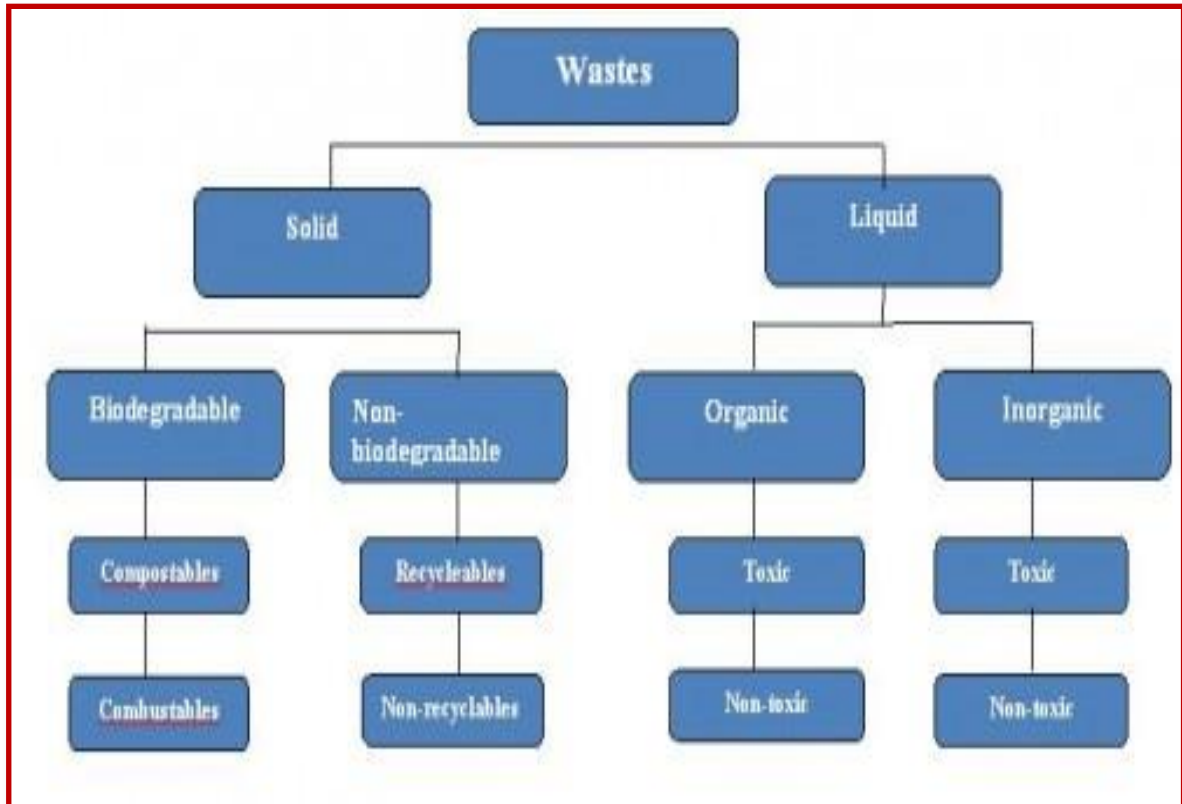 Wastes
Solid
Liquid
Biodegradable
Non-
biodegradable
Organic
Inorganic
Compostables
Recycleables
Toxic
Toxic
Combustables
Non-recyclables
Non-toxic
Non-toxic